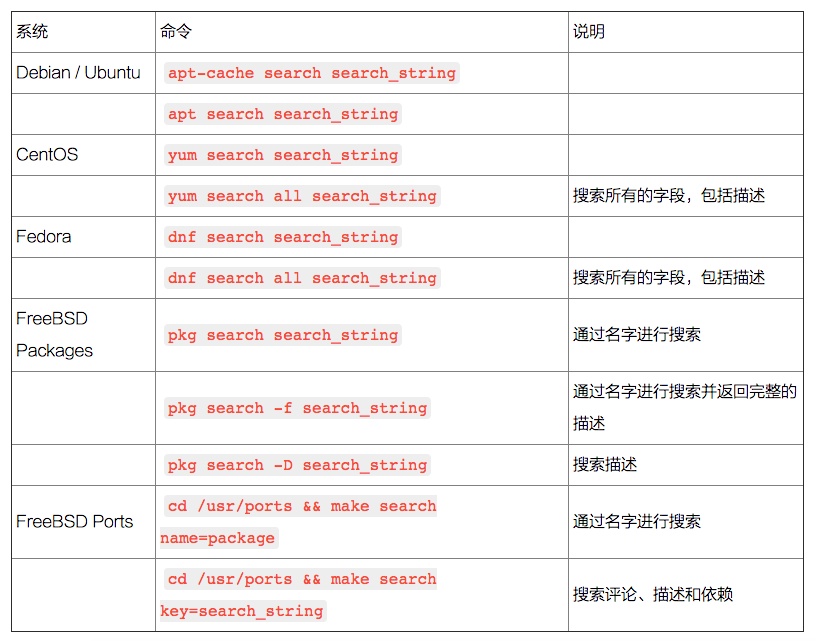 系统 命令 说明
Debian / Ubuntu apt-cache search search_string
apt search search_string
CentOS yum search search_string
yum search all search_string 搜索所有的字段，包括描述
Fedora dnf search search_string
dnf search all search_string 搜索所有的字段，包括描述
FreeBSD
Packages
pkg search search_string 通过名字进行搜索
pkg search -f search_string
通过名字进行搜索并返回完整的
描述
pkg search -D search_string 搜索描述
FreeBSD Ports
cd /usr/ports && make search
name=package
通过名字进行搜索
cd /usr/ports && make search
key=search_string
搜索评论、描述和依赖